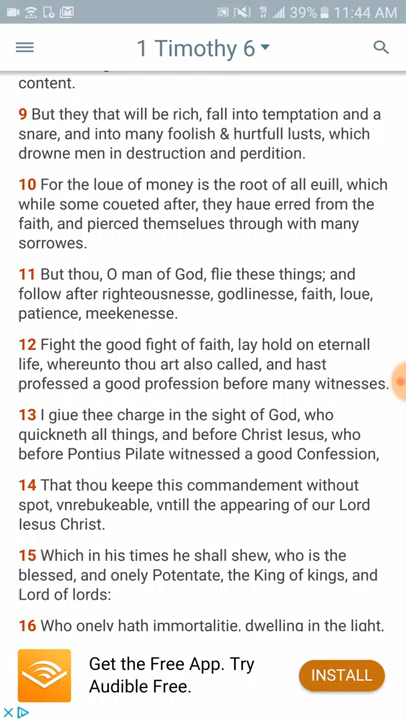 39% 11:44 AM
1 Timothy 6
content.
9 But they that will be rich, fall into temptation and a
snare, and into many foolish & hurtfull lusts, which
drowne men in destruction and perdition.
10 For the loue of money is the root of all euill, which
while some coueted after, they haue erred from the
faith, and pierced themselues through with many
sorrowes.
11 But thou, O man of God, flie these things; and
follow after righteousnesse, godlinesse, faith, loue,
patience, meekenesse.
12 Fight the good fight of faith, lay hold on eternall
life, whereunto thou art also called, and hast
professed a good profession before many witnesses.
13 I giue thee charge in the sight of God, who
quickneth all things, and before Christ Iesus, who
before Pontius Pilate witnessed a good Confession,
14 That thou keepe this commandement without
spot, vnrebukeable, vntill the appearing of our Lord
Iesus Christ.
15 Which in his times he shall shew, who is the
blessed, and onely Potentate, the King of kings, and
Lord of lords:
16 Who onely hath immortalitie, dwelling in the light,
Get the Free App. Try
Audible Free.
INSTALL